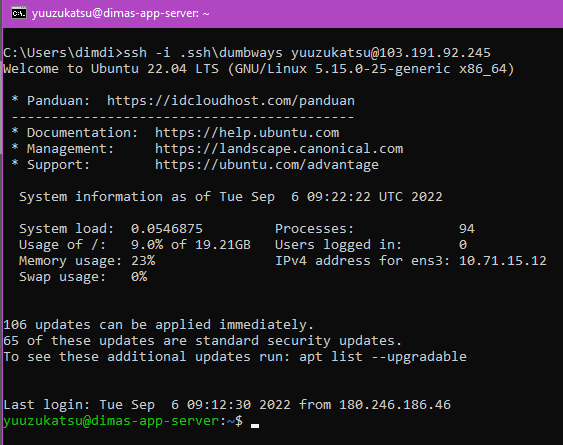 yuuzukatsu@dimas-app-server: ~
C:\Users\dimdi>ssh -i .ssh\dumbways yuuzukatsu@103.191.92.245
Welcome to Ubuntu 22.04 LTS (GNU/Linux 5.15.0-25-generic x86_64)
 * Panduan:  https://idcloudhost.com/panduan
 -------------------------------------------
 * Documentation:  https://help.ubuntu.com
 * Management:     https://landscape.canonical.com
 * Support:        https://ubuntu.com/advantage
  System information as of Tue Sep  6 09:22:22 UTC 2022
  System load:  0.0546875         Processes:             94
  Usage of /:   9.0% of 19.21GB   Users logged in:       0
  Memory usage: 23%               IPv4 address for ens3: 10.71.15.12
  Swap usage:   0%
106 updates can be applied immediately.
65 of these updates are standard security updates.
To see these additional updates run: apt list --upgradable
Last login: Tue Sep  6 09:12:30 2022 from 180.246.186.46
yuuzukatsu@dimas-app-server:~$